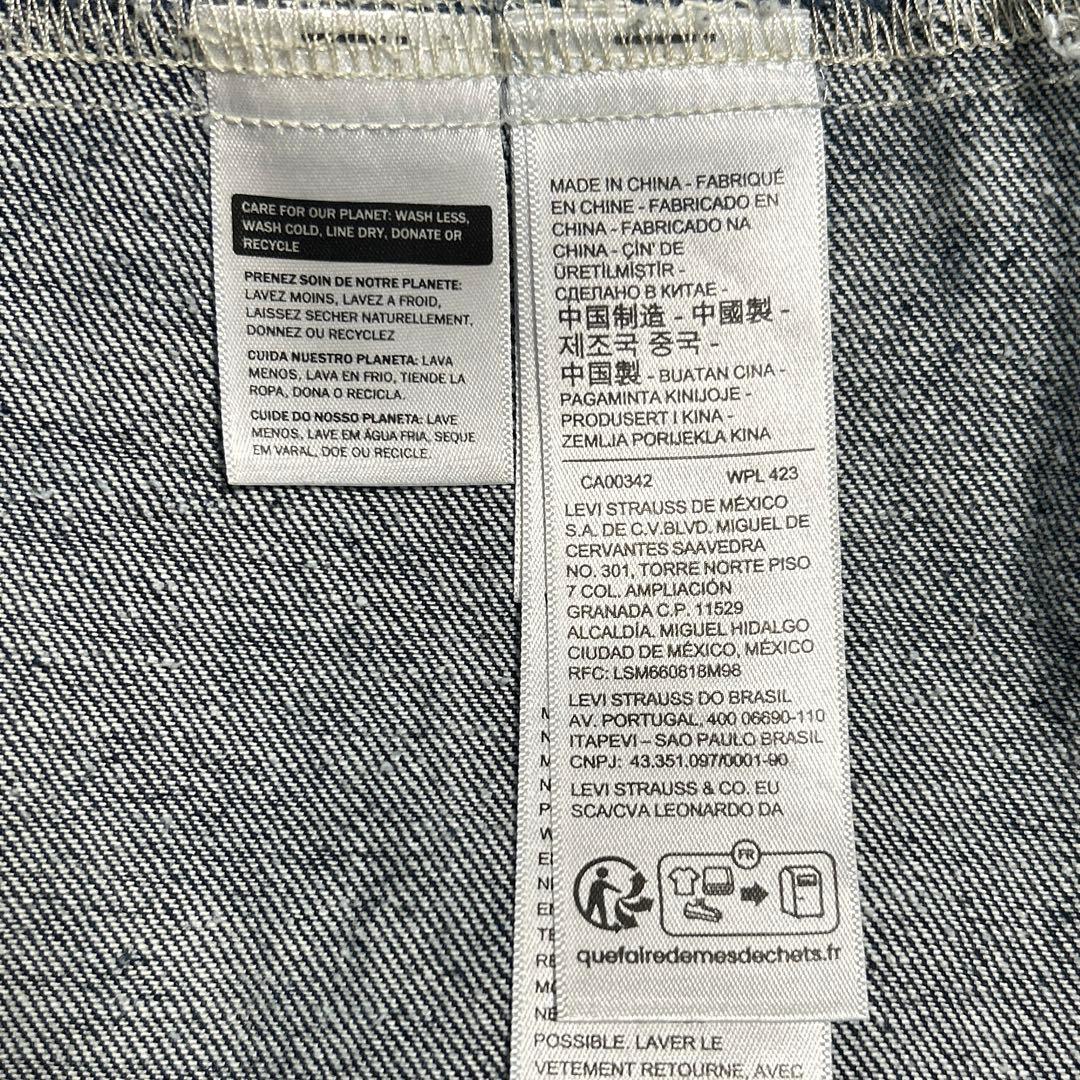 CARE FOR OUR PLANET: WASH LESS,
WASH COLD, LINE DRY, DONATE OR
RECYCLE
PRENEZ SOIN DE NOTRE PLANETE:
LAVEZ MOINS, LAVEZ A FROID,
LAISSEZ SECHER NATURELLEMENT,
DONNEZ OU RECYCLEZ
CUIDA NUESTRO PLANETA: LAVA
MENOS, LAVA EN FRIO, TIENDE LA
ROPA, DONA O RECICLA.
CUIDE DO NOSSO PLANETA: LAVE
MENOS, LAVE EM ÁGUA FRIA, SEQUE
EM VARAL, DOE OU RECICLE.
MADE IN CHINA - FABRIQUÉ
EN CHINE - FABRICADO EN
CHINA - FABRICADO NA
CHINA - ÇİN' DE
ÜRETİLMİŞTİR -
СДЕЛАНО В КИТАЕ -
中国制造 - 中國製 -
제조국 중국 -
中国製 - BUATAN CINA -
PAGAMINTA KINIJOJE -
PRODUSERT I KINA -
ZEMLJA PORIJEKLA KINA
CA00342 WPL 423
LEVI STRAUSS DE MÉXICO
S.A. DE C.V.BLVD. MIGUEL DE
CERVANTES SAAVEDRA
NO. 301, TORRE NORTE PISO
7 COL. AMPLIACIÓN
GRANADA C.P. 11529
ALCALDÍA. MIGUEL HIDALGO
CIUDAD DE MÉXICO, MÉXICO
RFC: LSM660818M98
LEVI STRAUSS DO BRASIL
AV. PORTUGAL, 400 06690-110
ITAPEVI – SAO PAULO BRASIL
CNPJ: 43.351.097/0001-90
LEVI STRAUSS & CO. EU
SCA/CVA LEONARDO DA
FR
quefairedemesdechets.fr
POSSIBLE. LAVER LE
VETEMENT RETOURNE, AVEC